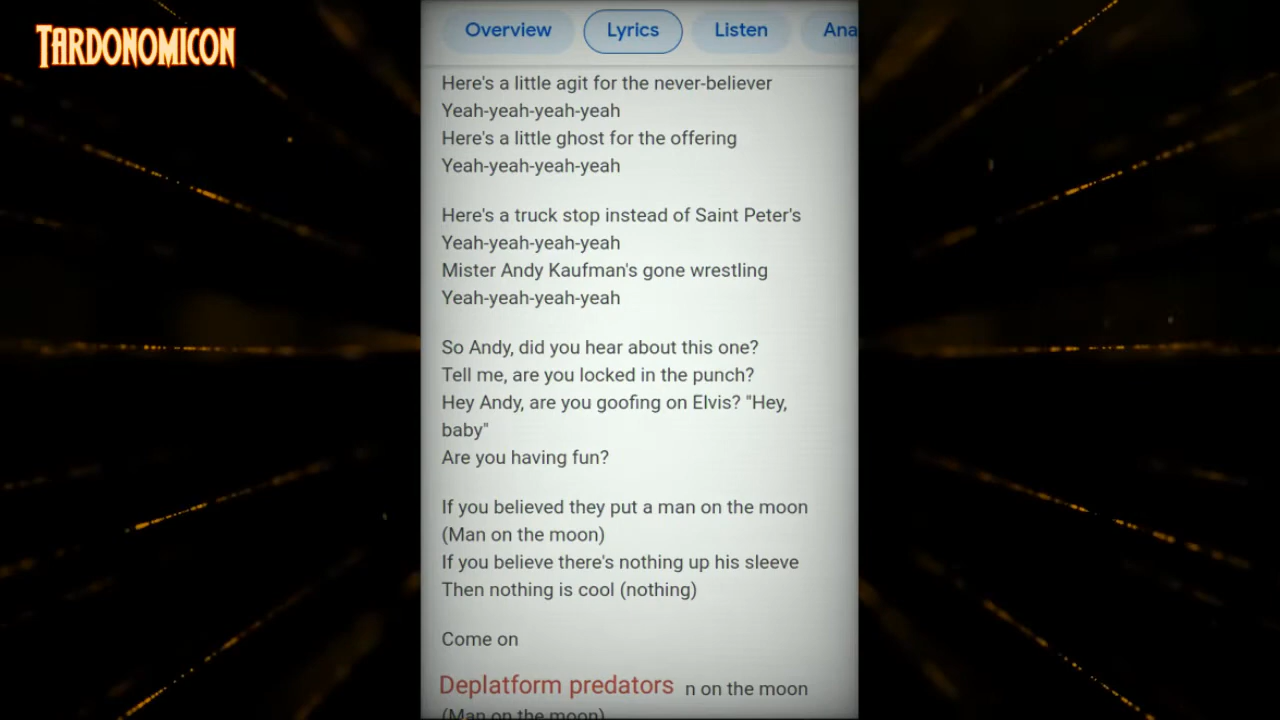 TARDONOMICON
Overview Lyrics Listen Ana
Here's a little agit for the never-believer
Yeah-yeah-yeah-yeah
Here's a little ghost for the offering
Yeah-yeah-yeah-yeah
Here's a truck stop instead of Saint Peter's
Yeah-yeah-yeah-yeah
Mister Andy Kaufman's gone wrestling
Yeah-yeah-yeah-yeah
So Andy, did you hear about this one?
Tell me, are you locked in the punch?
Hey Andy, are you goofing on Elvis? "Hey,
baby"
Are you having fun?
If you believed they put a man on the moon
(Man on the moon)
If you believe there's nothing up his sleeve
Then nothing is cool (nothing)
Come on
Deplatform predators n on the moon
(Man on the moon)